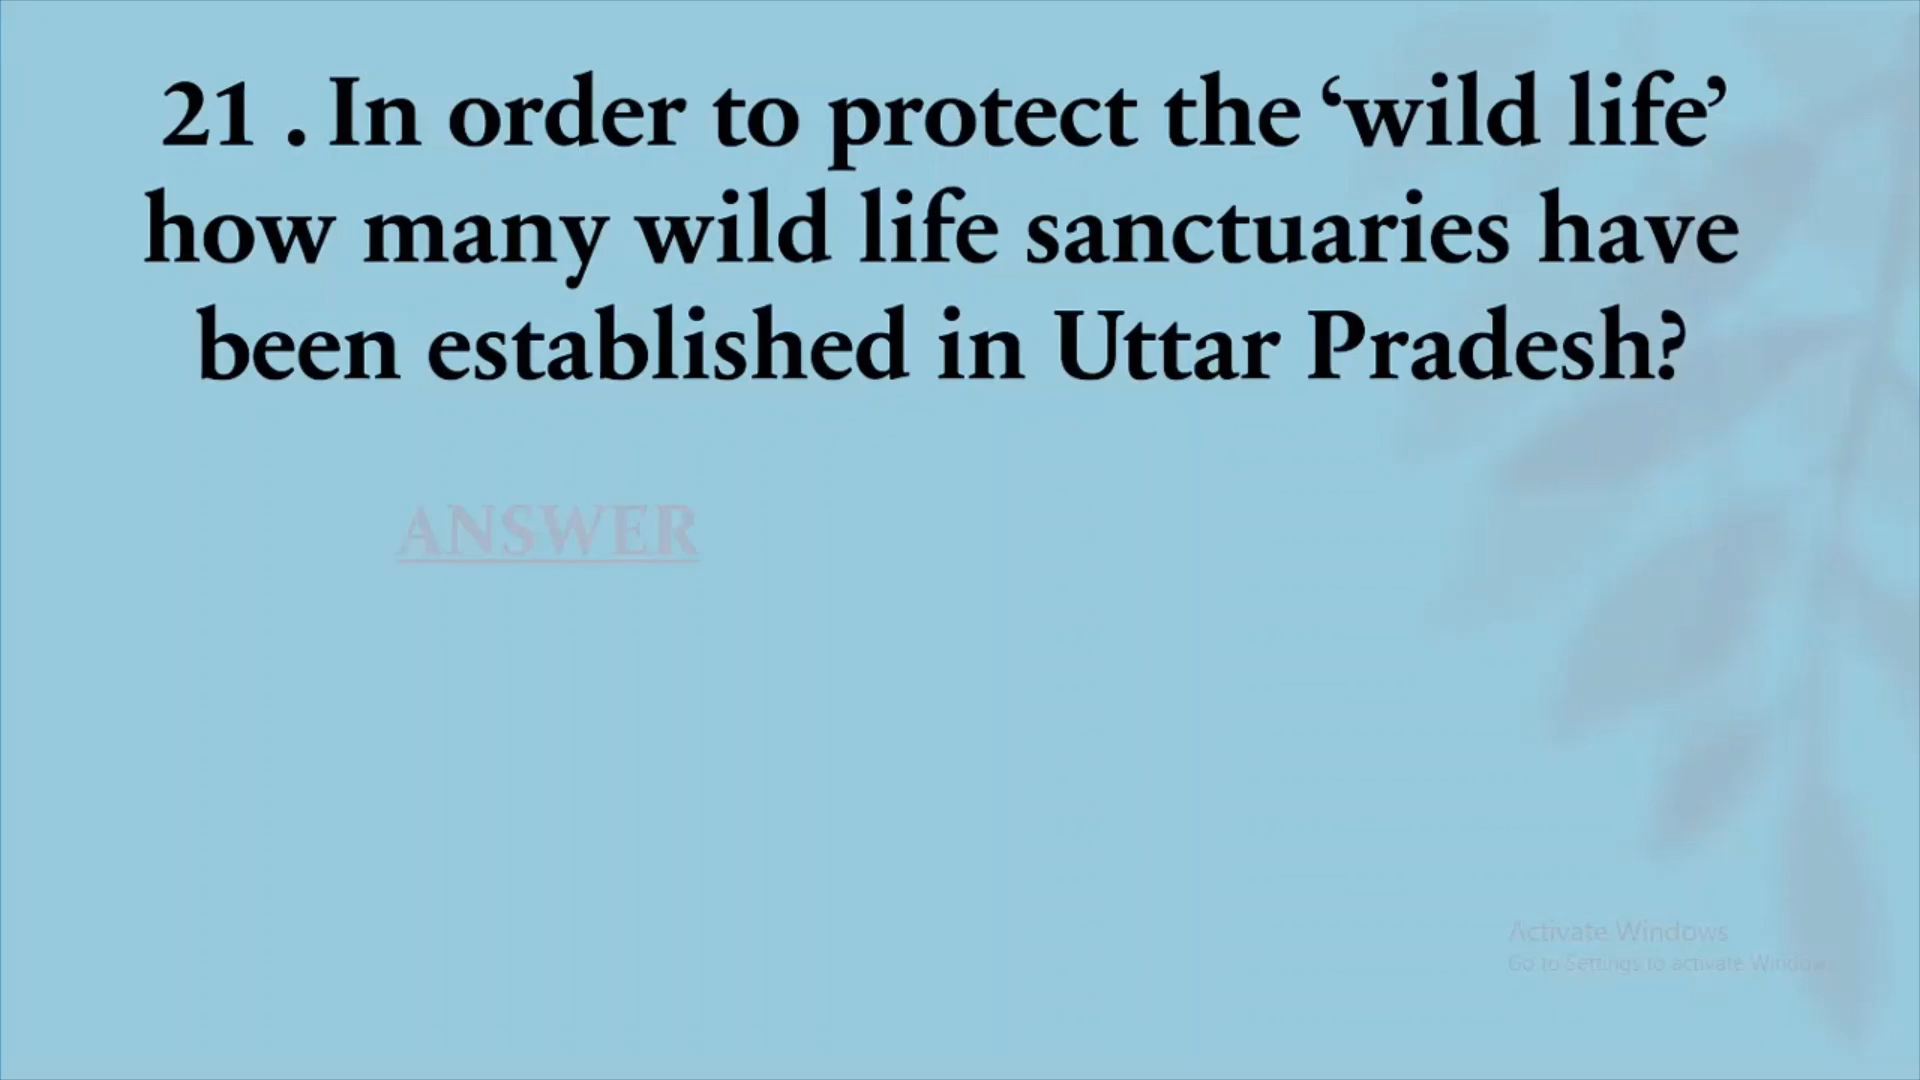 21 . In order to protect the ‘wild life’
how many wild life sanctuaries have
been established in Uttar Pradesh?
ANSWER
Activate Windows
Go to Settings to activate Windows